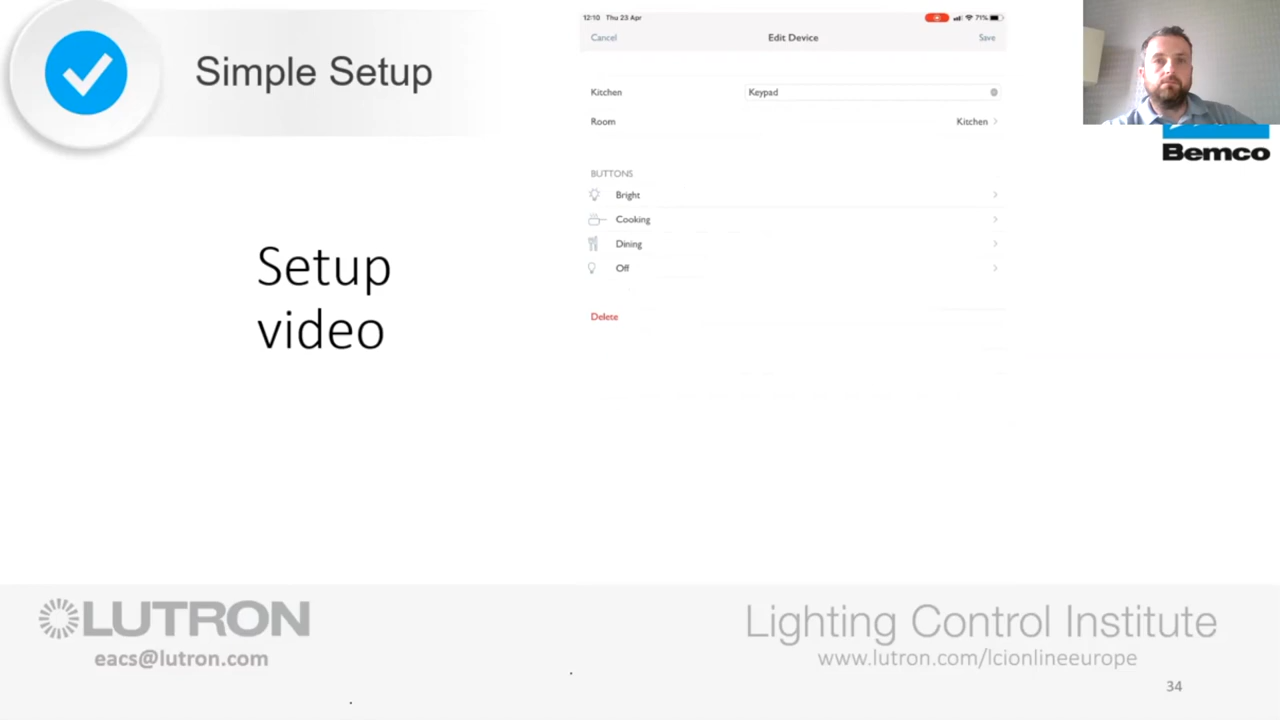 Simple Setup
12:10 Thu 23 Apr
71%
Cancel
Edit Device
Save
Kitchen
Keypad
Room
Kitchen
BUTTONS
Bright
Cooking
Dining
Off
Delete
Bemco
Setup
video
LUTRON
eacs@lutron.com
Lighting Control Institute
www.lutron.com/lcionlineeurope
34